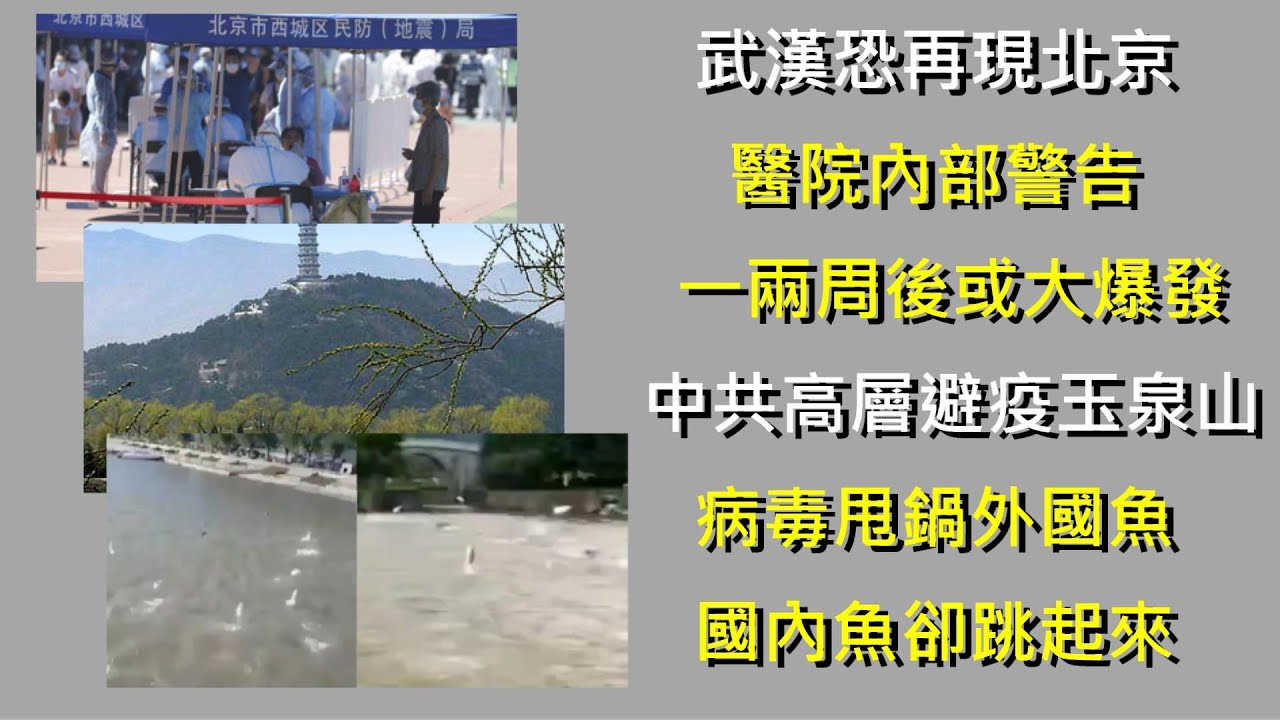 北京市西城区
北京市西城区民防（地震）局
武漢恐再現北京
醫院內部警告
一兩周後或大爆發
中共高層避疫玉泉山
病毒甩鍋外國魚
國內魚卻跳起來